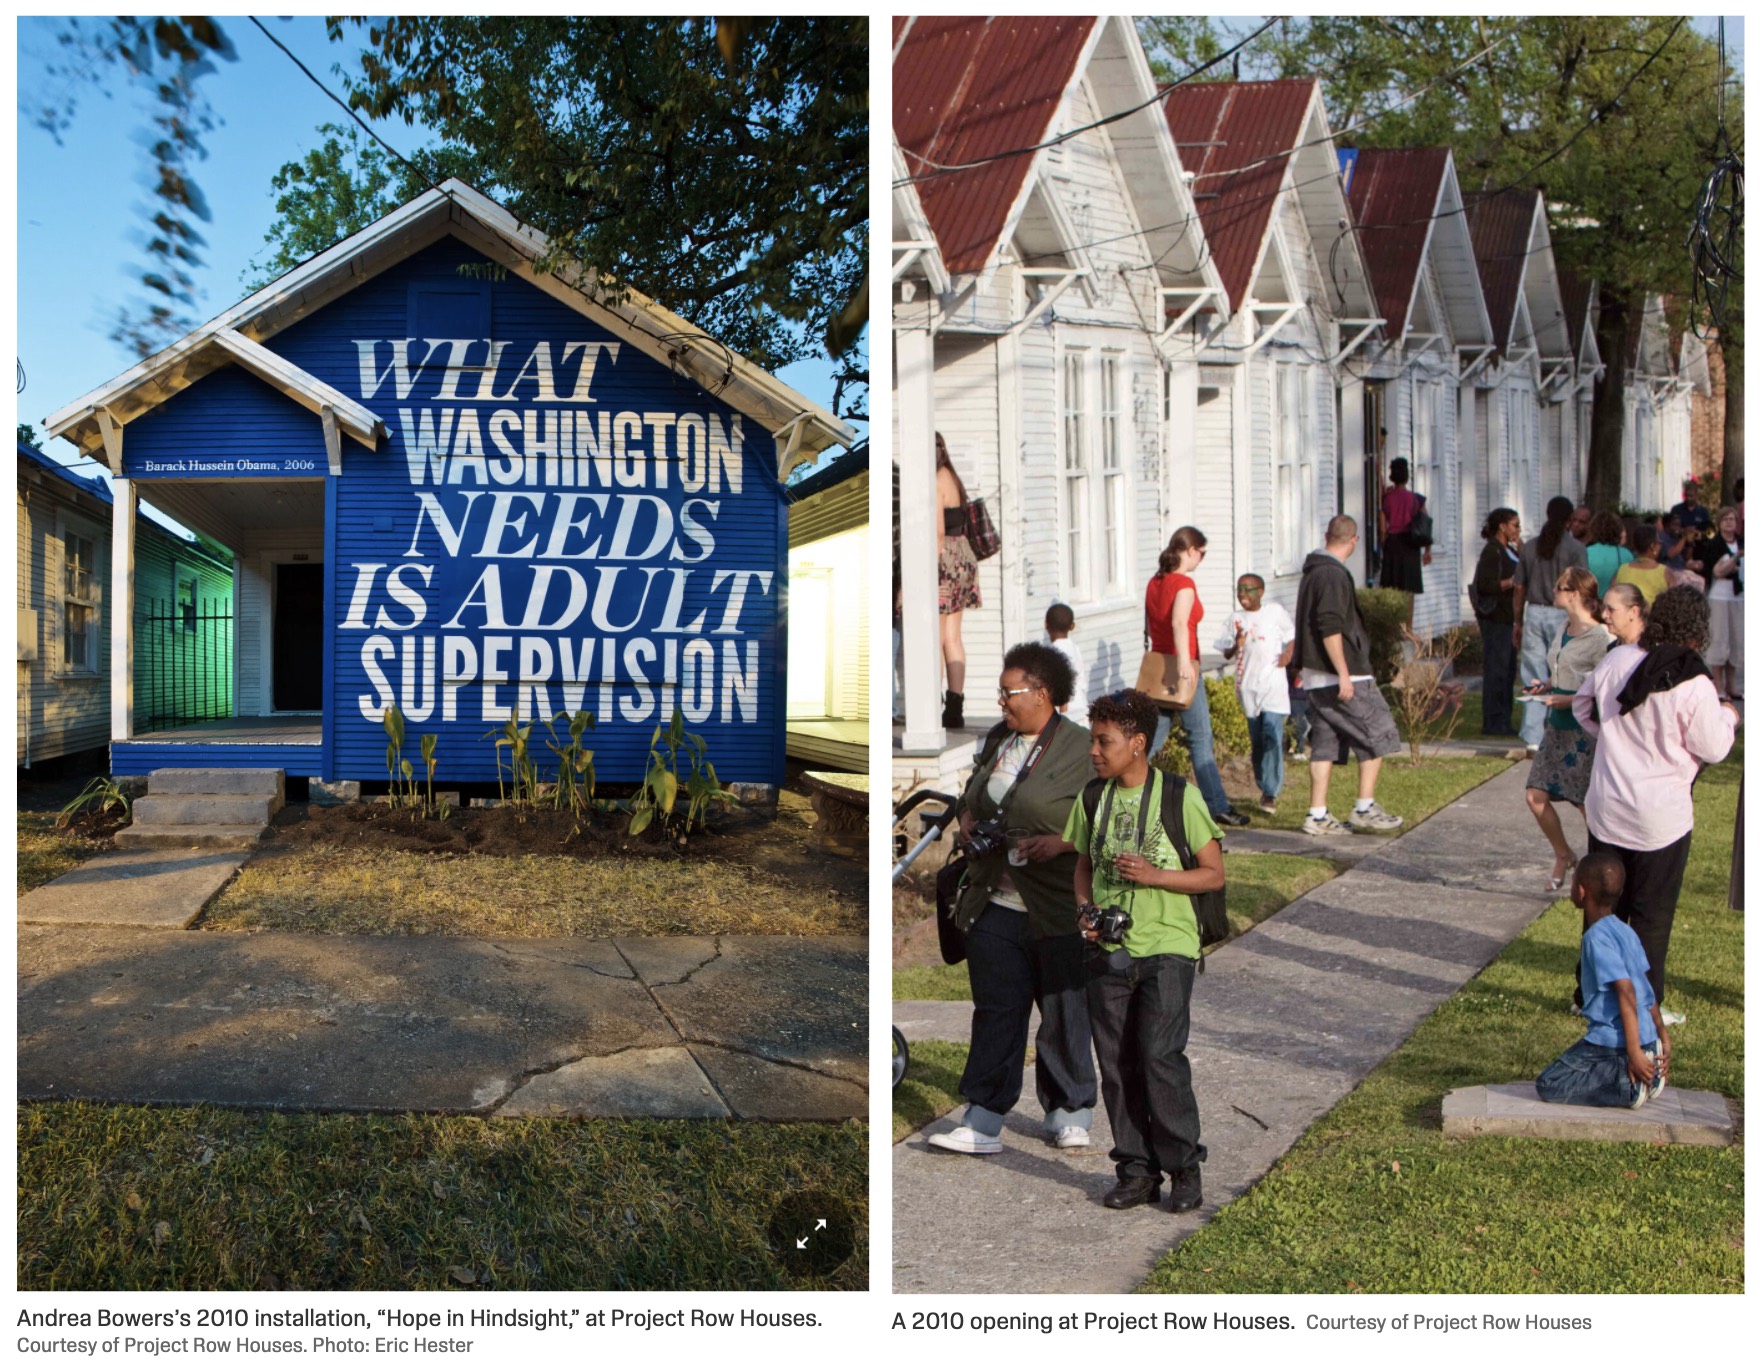 WHAT
WASHINGTON
– Barack Hussein Obama, 2006
NEEDS
IS ADULT
SUPERVISION
Andrea Bowers’s 2010 installation, “Hope in Hindsight,” at Project Row Houses.
Courtesy of Project Row Houses. Photo: Eric Hester
A 2010 opening at Project Row Houses. Courtesy of Project Row Houses